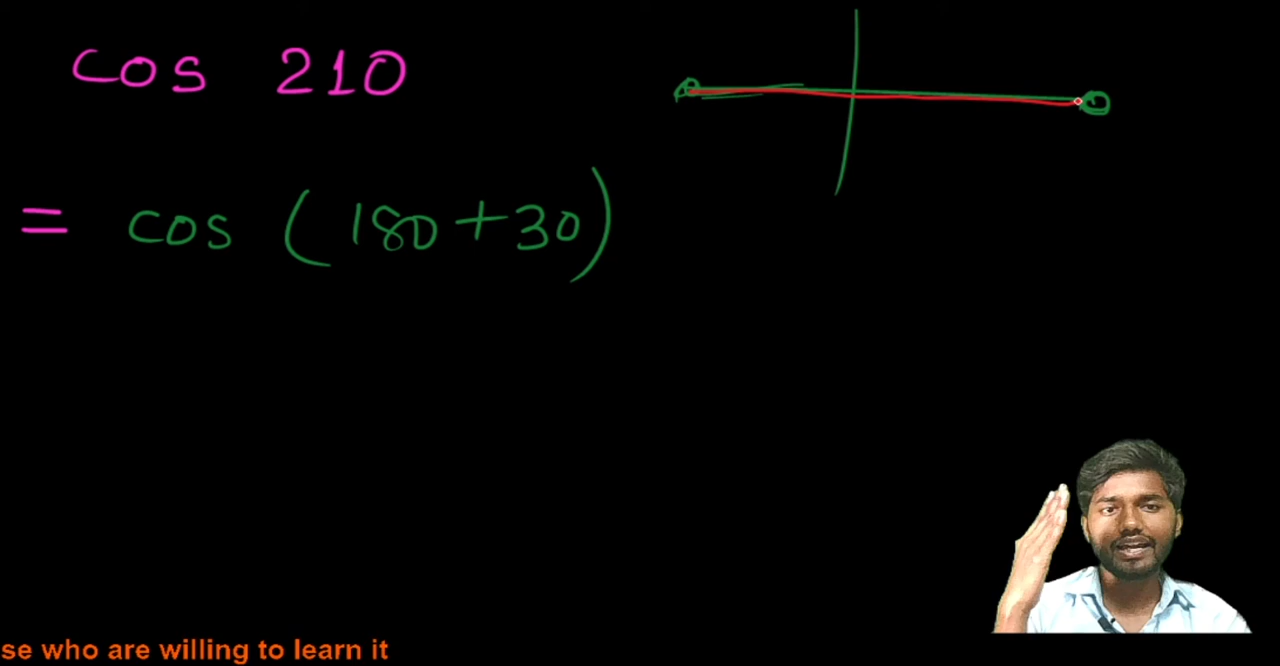 cos 210
= cos (180+30)
se who are willing to learn it